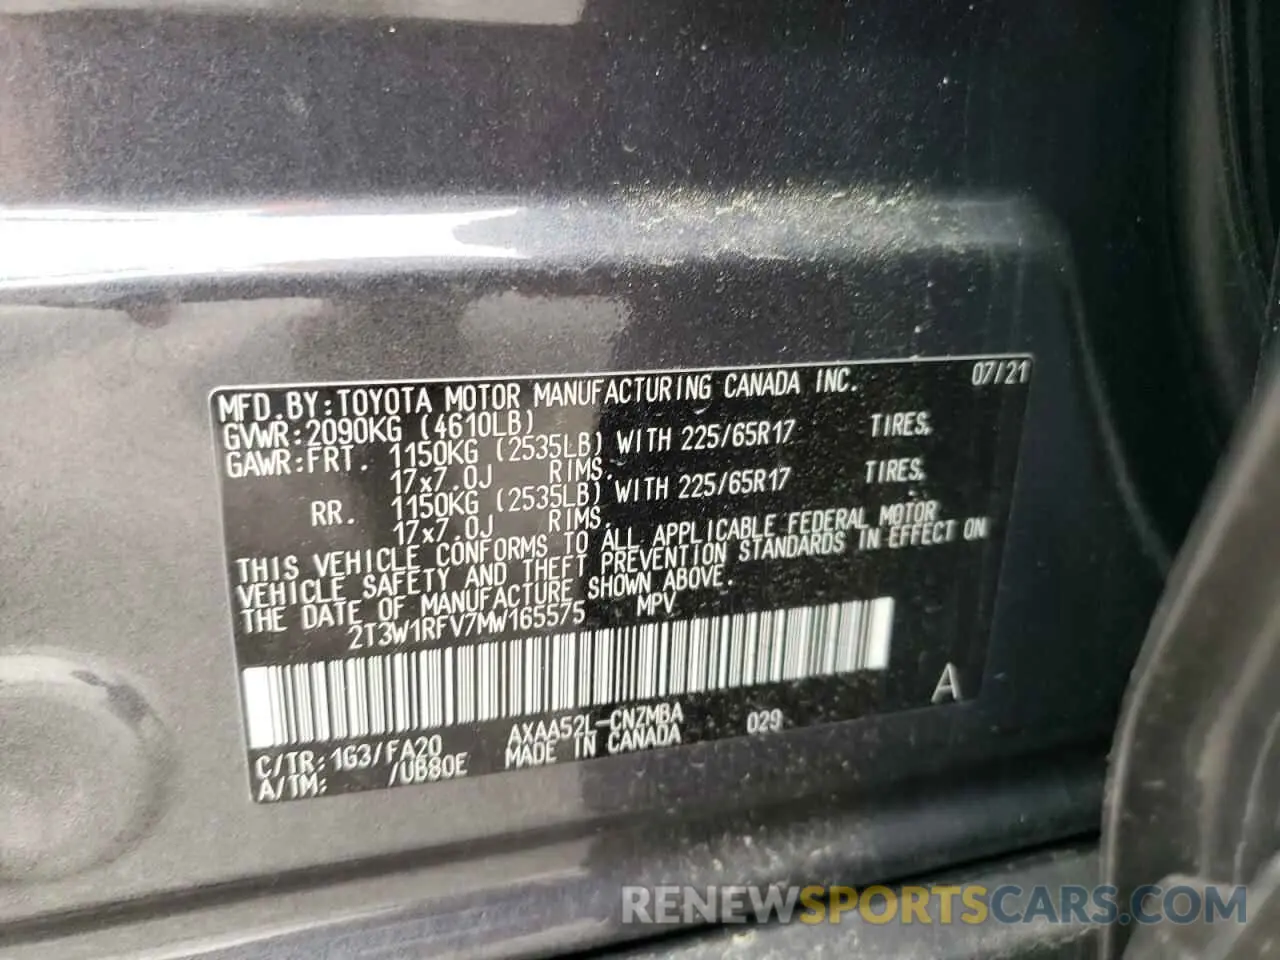 MFD.BY:TOYOTA MOTOR MANUFACTURING CANADA INC. 07/21
GVWR:2090KG (4610LB)
GAWR:FRT. 1150KG (2535LB) WITH 225/65R17 TIRES,
17x7.0J RIMS.
RR. 1150KG (2535LB) WITH 225/65R17 TIRES,
17x7.0J RIMS.
THIS VEHICLE CONFORMS TO ALL APPLICABLE FEDERAL MOTOR
VEHICLE SAFETY AND THEFT PREVENTION STANDARDS IN EFFECT ON
THE DATE OF MANUFACTURE SHOWN ABOVE.
2T3W1RFV7MW165575 MPV
A
C/TR:1G3/FA20 AXAA52L-CNZMBA 029
A/TM: /UB80E MADE IN CANADA
RENEWSPORTSCARS.COM